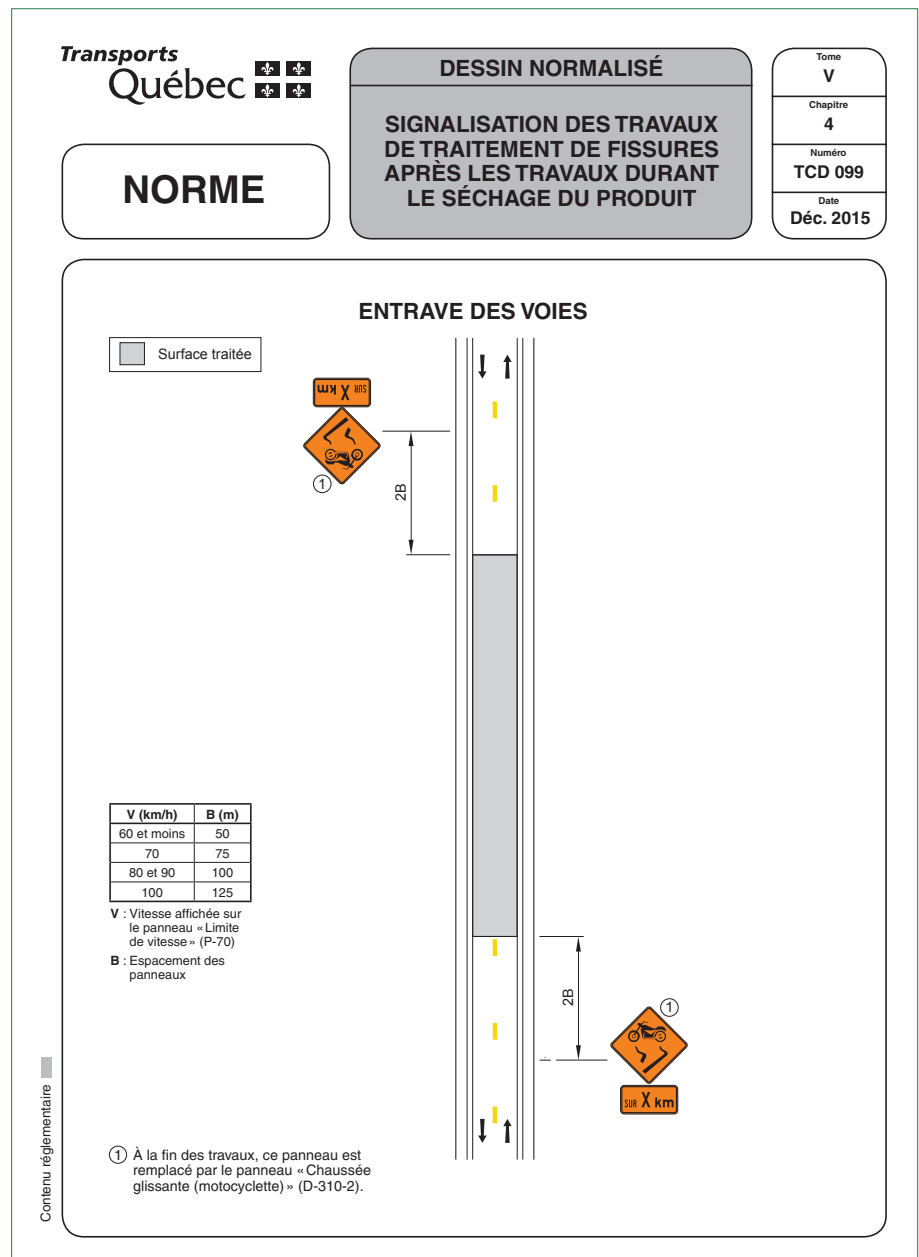 Transports
Québec
NORME
DESSIN NORMALISÉ
SIGNALISATION DES TRAVAUX
DE TRAITEMENT DE FISSURES
APRÈS LES TRAVAUX DURANT
LE SÉCHAGE DU PRODUIT
Tome
V
Chapitre
4
Numéro
TCD 099
Date
Déc. 2015
ENTRAVE DES VOIES
Surface traitée
SUR X km
1
2B
V (km/h) B (m)
60 et moins 50
70 75
80 et 90 100
100 125
V : Vitesse affichée sur
le panneau « Limite
de vitesse » (P-70)
B : Espacement des
panneaux
2B
1
SUR X km
1 À la fin des travaux, ce panneau est
remplacé par le panneau « Chaussée
glissante (motocyclette) » (D-310-2).
Contenu réglementaire